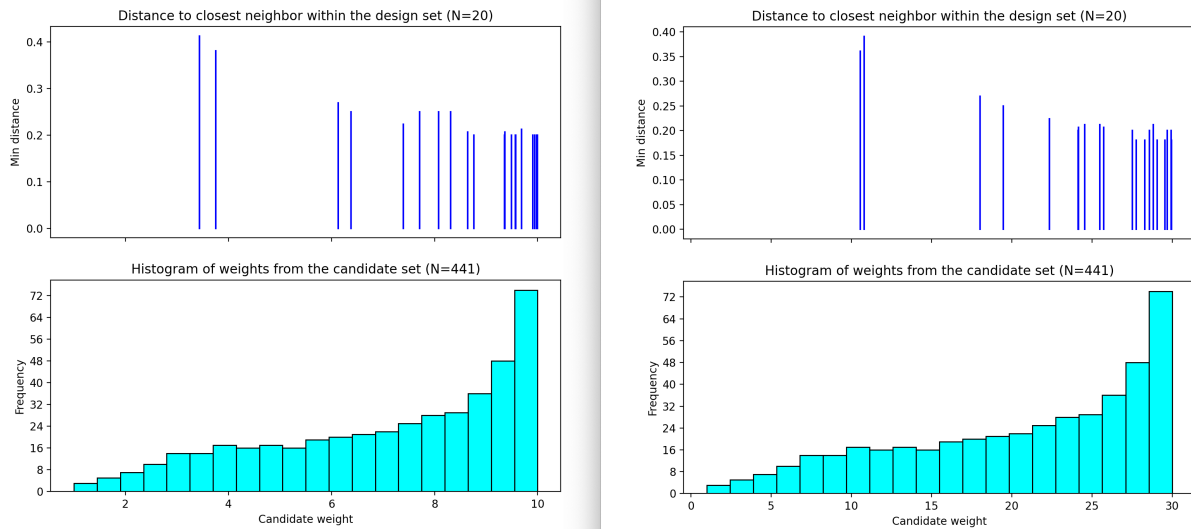 Distance to closest neighbor within the design set (N=20)
Min distance
0.4
0.3
0.2
0.1
0.0
Histogram of weights from the candidate set (N=441)
Frequency
72
64
56
48
40
32
24
16
8
0
2 4 6 8 10
Candidate weight
Distance to closest neighbor within the design set (N=20)
Min distance
0.40
0.35
0.30
0.25
0.20
0.15
0.10
0.05
0.00
Histogram of weights from the candidate set (N=441)
Frequency
72
64
56
48
40
32
24
16
8
0
0 5 10 15 20 25 30
Candidate weight